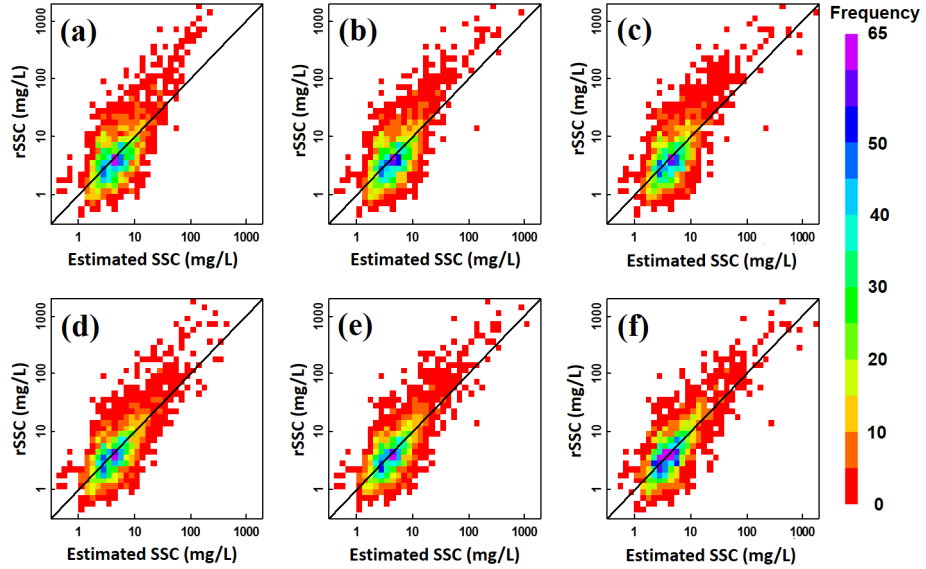 Frequency
(a) (b) (c)
rSSC (mg/L) rSSC (mg/L) rSSC (mg/L)
1000 1000 1000 65
100 100 100 50
10 10 10 40
1 1 1 30
1 10 100 1000 1 10 100 1000 1 10 100 1000
Estimated SSC (mg/L) Estimated SSC (mg/L) Estimated SSC (mg/L)
(d) (e) (f)
rSSC (mg/L) rSSC (mg/L) rSSC (mg/L)
1000 1000 1000 20
100 100 100 10
10 10 10 0
1 1 1
1 10 100 1000 1 10 100 1000 1 10 100 1000
Estimated SSC (mg/L) Estimated SSC (mg/L) Estimated SSC (mg/L)